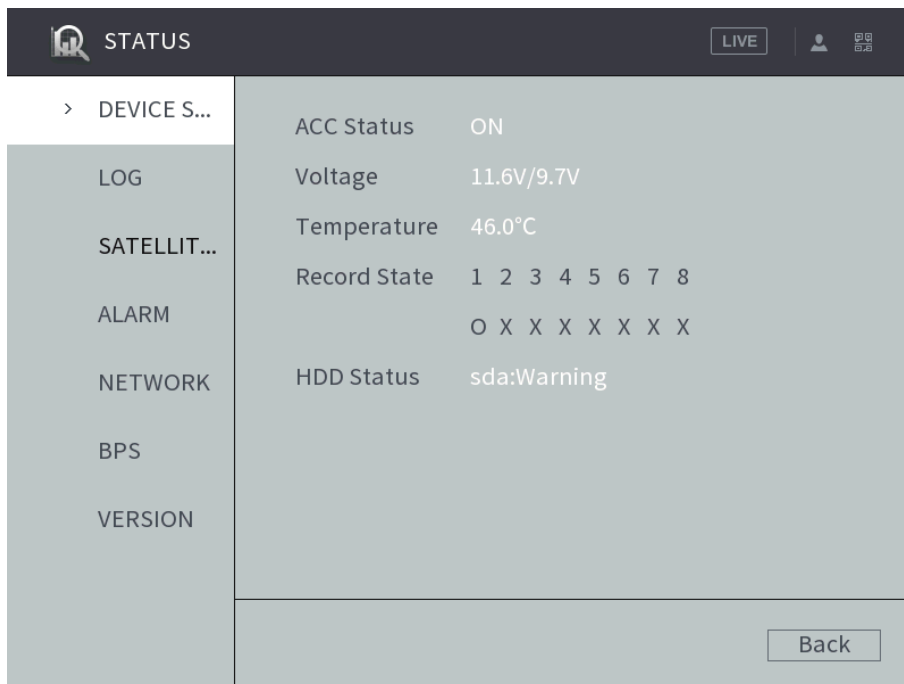 STATUS
LIVE
DEVICE S...
LOG
SATELLIT...
ALARM
NETWORK
BPS
VERSION
ACC Status ON
Voltage 11.6V/9.7V
Temperature 46.0°C
Record State 1 2 3 4 5 6 7 8
O X X X X X X X
HDD Status sda:Warning
Back